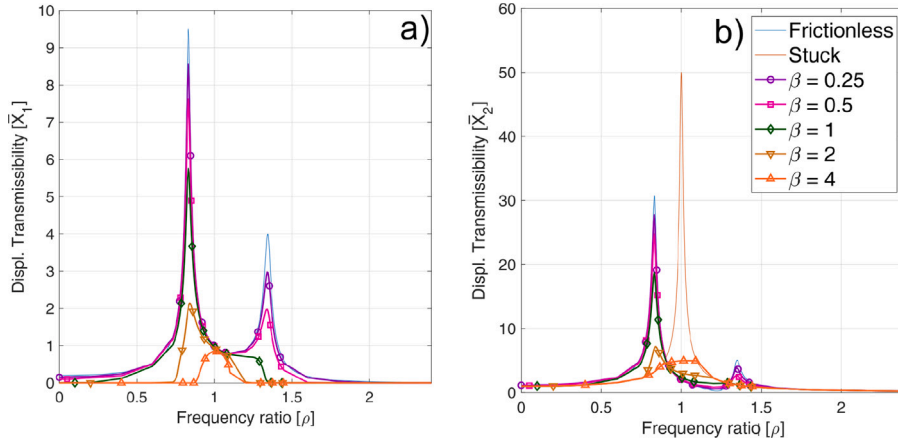 a)
10
9
8
7
6
5
4
3
2
1
0
Displ. Transmissibility [X̄₁]
0 0.5 1 1.5 2
Frequency ratio [ρ]
b)
60
50
40
30
20
10
0
Displ. Transmissibility [X̄₂]
0 0.5 1 1.5 2
Frequency ratio [ρ]
Frictionless
Stuck
β = 0.25
β = 0.5
β = 1
β = 2
β = 4